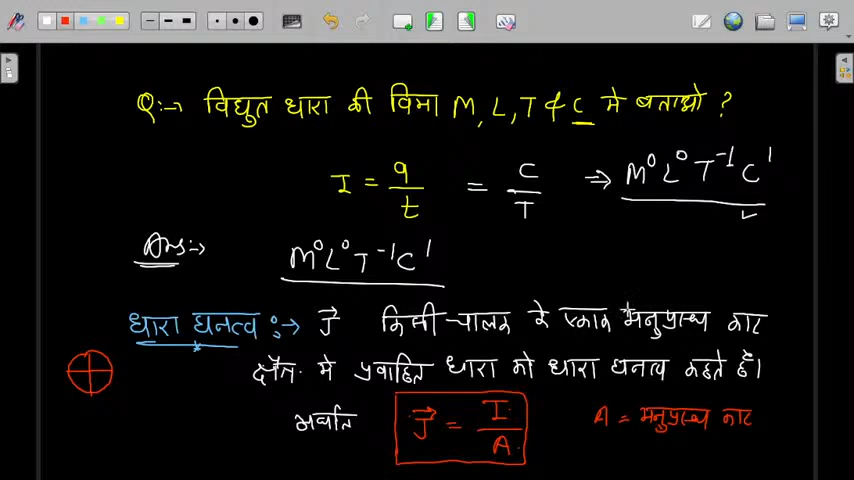 Q:→ विद्युत धारा की विमा M, L, T & C मे बताओ ?
I = q/t = C/T ⇒ M⁰L⁰T⁻¹C¹
Ans:→ M⁰L⁰T⁻¹C¹
धारा घनत्व :→ J⃗ किसी चालक के एकांक अनुप्रस्थ काट
क्षेत्र. मे प्रवाहित धारा को धारा घनत्व कहते हैं।
अर्थात J⃗ = I/A A = अनुप्रस्थ काट